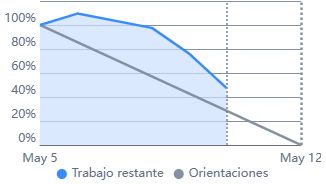 100%
80%
60%
40%
20%
0%
May 5
May 12
Trabajo restante
Orientaciones